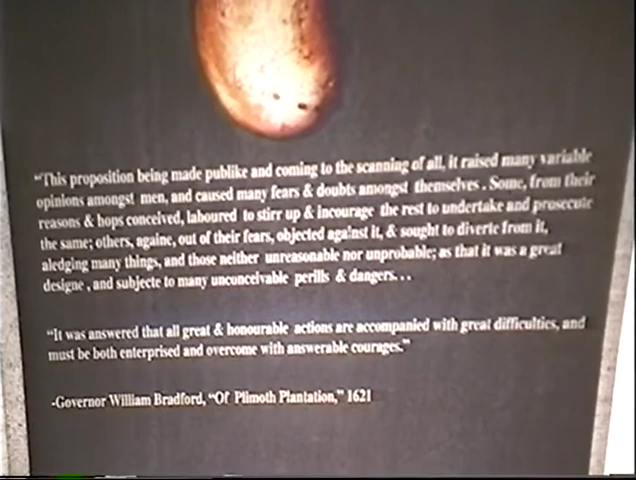 “This proposition being made publike and coming to the scanning of all, it raised many variable
opinions amongst men, and caused many fears & doubts amongst themselves. Some, from their
reasons & hops conceived, laboured to stirr up & incourage the rest to undertake and prosecute
the same; others, againe, out of their fears, objected against it, & sought to diverte from it,
aledging many things, and those neither unreasonable nor unprobable; as that it was a great
designe, and subjecte to many unconceivable perills & dangers...
“It was answered that all great & honourable actions are accompanied with great difficulties, and
must be both enterprised and overcome with answerable courages.”
-Governor William Bradford, “Of Plimoth Plantation,” 1621